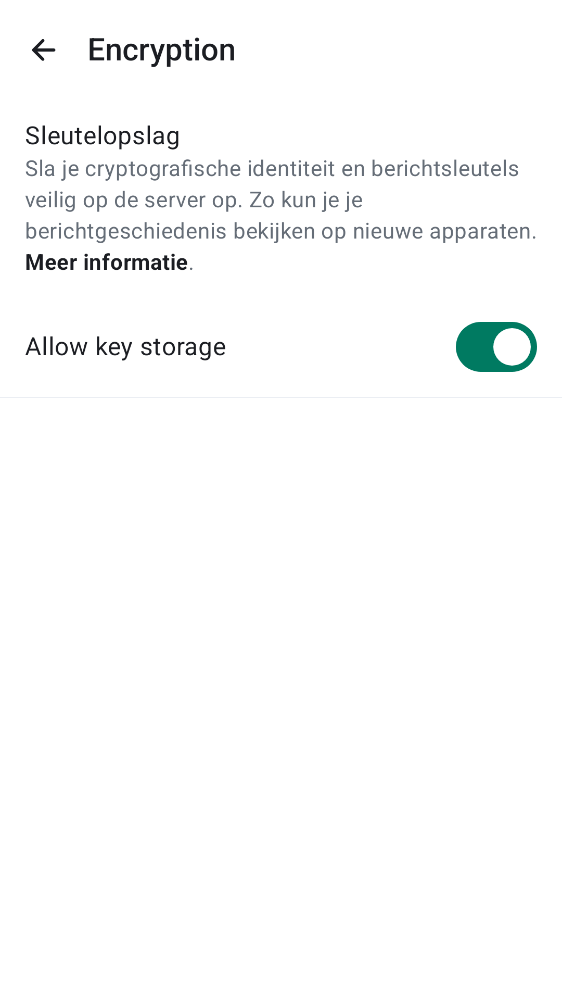 Encryption
Sleutelopslag
Sla je cryptografische identiteit en berichtsleutels
veilig op de server op. Zo kun je je
berichtgeschiedenis bekijken op nieuwe apparaten.
Meer informatie.
Allow key storage